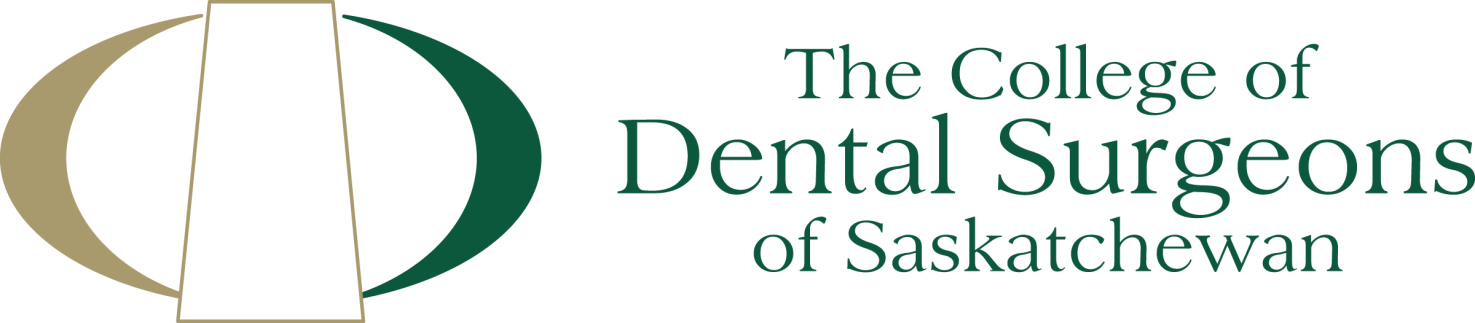 The College of
Dental Surgeons
of Saskatchewan